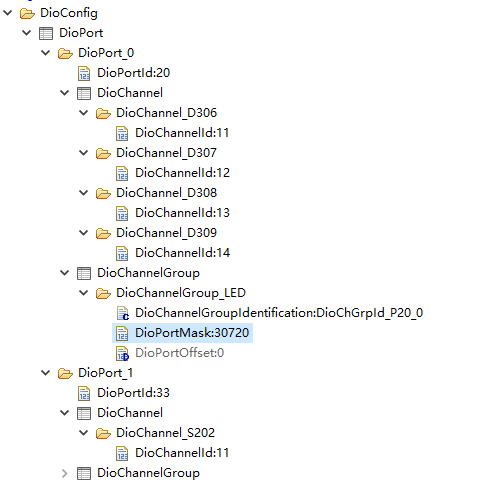 DioConfig
DioPort
DioPort_0
DioPortId:20
DioChannel
DioChannel_D306
DioChannelId:11
DioChannel_D307
DioChannelId:12
DioChannel_D308
DioChannelId:13
DioChannel_D309
DioChannelId:14
DioChannelGroup
DioChannelGroup_LED
DioChannelGroupIdentification:DioChGrpId_P20_0
DioPortMask:30720
DioPortOffset:0
DioPort_1
DioPortId:33
DioChannel
DioChannel_S202
DioChannelId:11
DioChannelGroup